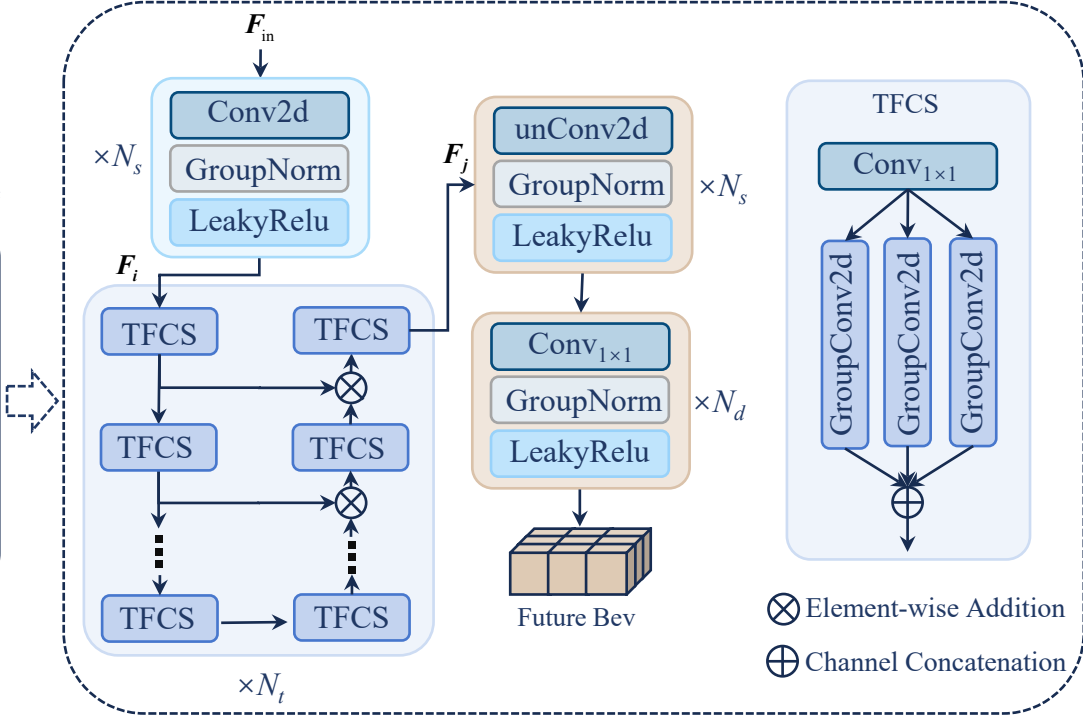 F_in
Conv2d
GroupNorm
LeakyRelu
×N_s
F_i
TFCS
TFCS
TFCS
TFCS
TFCS
TFCS
×N_t
F_j
unConv2d
GroupNorm
LeakyRelu
×N_s
Conv_1×1
GroupNorm
LeakyRelu
×N_d
Future Bev
TFCS
Conv_1×1
GroupConv2d
GroupConv2d
GroupConv2d
Element-wise Addition
Channel Concatenation